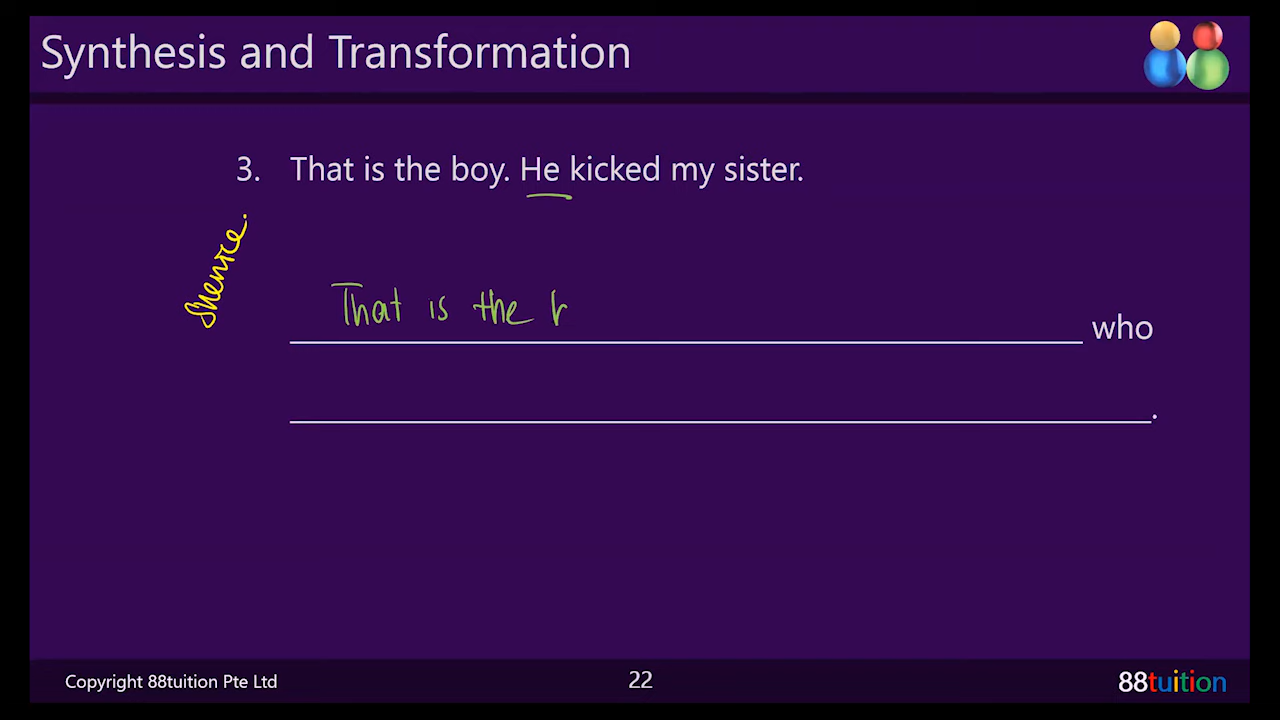 Synthesis and Transformation
3. That is the boy. He kicked my sister.
That is the
who
.
Copyright 88tuition Pte Ltd
22
88tuition